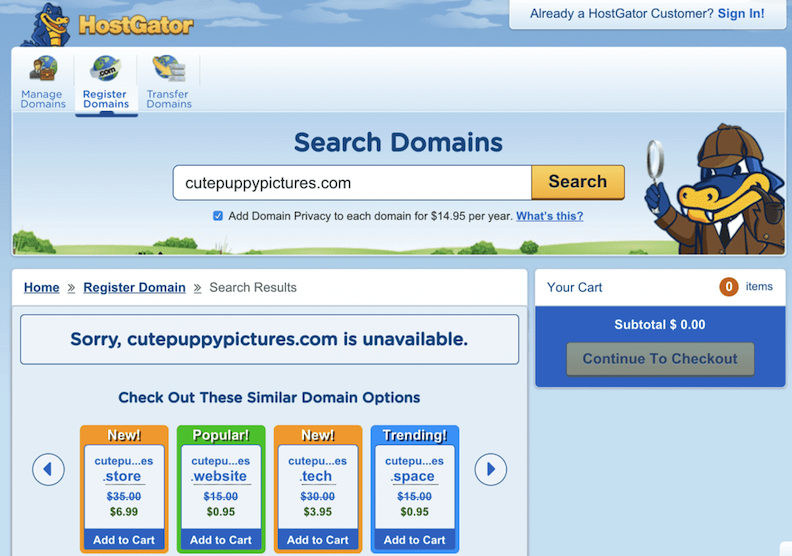 Already a HostGator Customer? Sign In!
HostGator
.com
Manage
Domains
Register
Domains
Transfer
Domains
Search Domains
cutepuppypictures.com
Search
Add Domain Privacy to each domain for $14.95 per year. What's this?
Home » Register Domain » Search Results
Your Cart 0 items
Sorry, cutepuppypictures.com is unavailable.
Subtotal $ 0.00
Continue To Checkout
Check Out These Similar Domain Options
New! Popular! New! Trending!
cutepu...es cutepu...es cutepu...es cutepu...es
.store .website .tech .space
$35.00 $15.00 $30.00 $15.00
$6.99 $0.95 $3.95 $0.95
Add to Cart Add to Cart Add to Cart Add to Cart